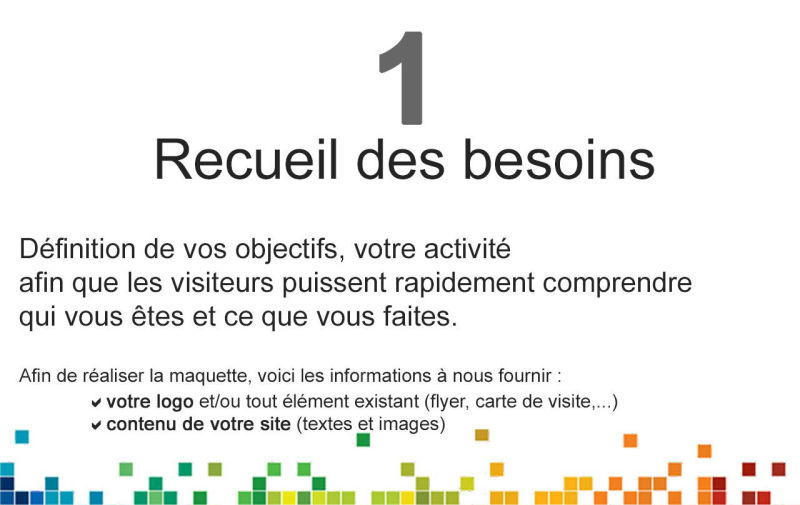 1
Recueil des besoins
Définition de vos objectifs, votre activité
afin que les visiteurs puissent rapidement comprendre
qui vous êtes et ce que vous faites.
Afin de réaliser la maquette, voici les informations à nous fournir :
votre logo et/ou tout élément existant (flyer, carte de visite,...)
contenu de votre site (textes et images)